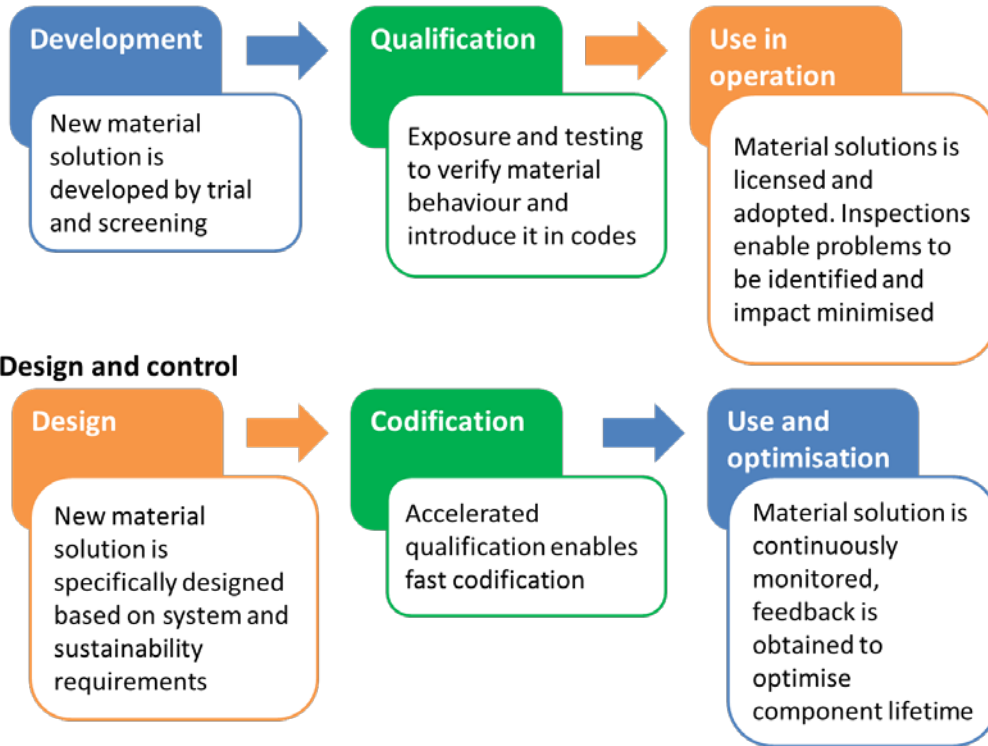 Development
New material
solution is
developed by trial
and screening
Qualification
Exposure and testing
to verify material
behaviour and
introduce it in codes
Use in
operation
Material solutions is
licensed and
adopted. Inspections
enable problems to
be identified and
impact minimised
Design and control
Design
New material
solution is
specifically designed
based on system and
sustainability
requirements
Codification
Accelerated
qualification enables
fast codification
Use and
optimisation
Material solution is
continuously
monitored,
feedback is
obtained to
optimise
component lifetime